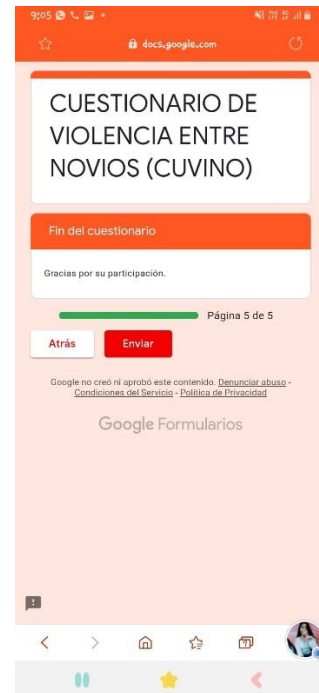 9:05
docs.google.com
CUESTIONARIO DE
VIOLENCIA ENTRE
NOVIOS (CUVINO)
Fin del cuestionario
Gracias por su participación.
Página 5 de 5
Atrás
Enviar
Google no creó ni aprobó este contenido. Denunciar abuso -
Condiciones del Servicio - Política de Privacidad
Google Formularios